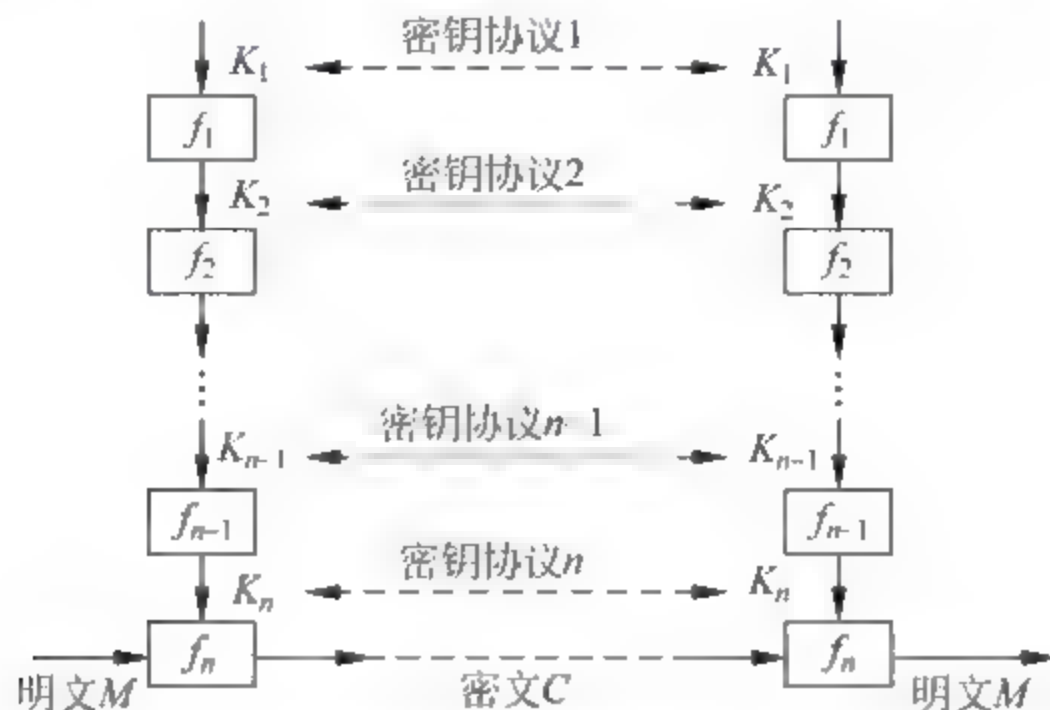 密钥协议1
K₁ K₁
f₁ f₁
密钥协议2
K₂ K₂
f₂ f₂
⋮ ⋮
密钥协议n-1
Kₙ₋₁ Kₙ₋₁
fₙ₋₁ fₙ₋₁
密钥协议n
Kₙ Kₙ
fₙ fₙ
明文M 密文C 明文M